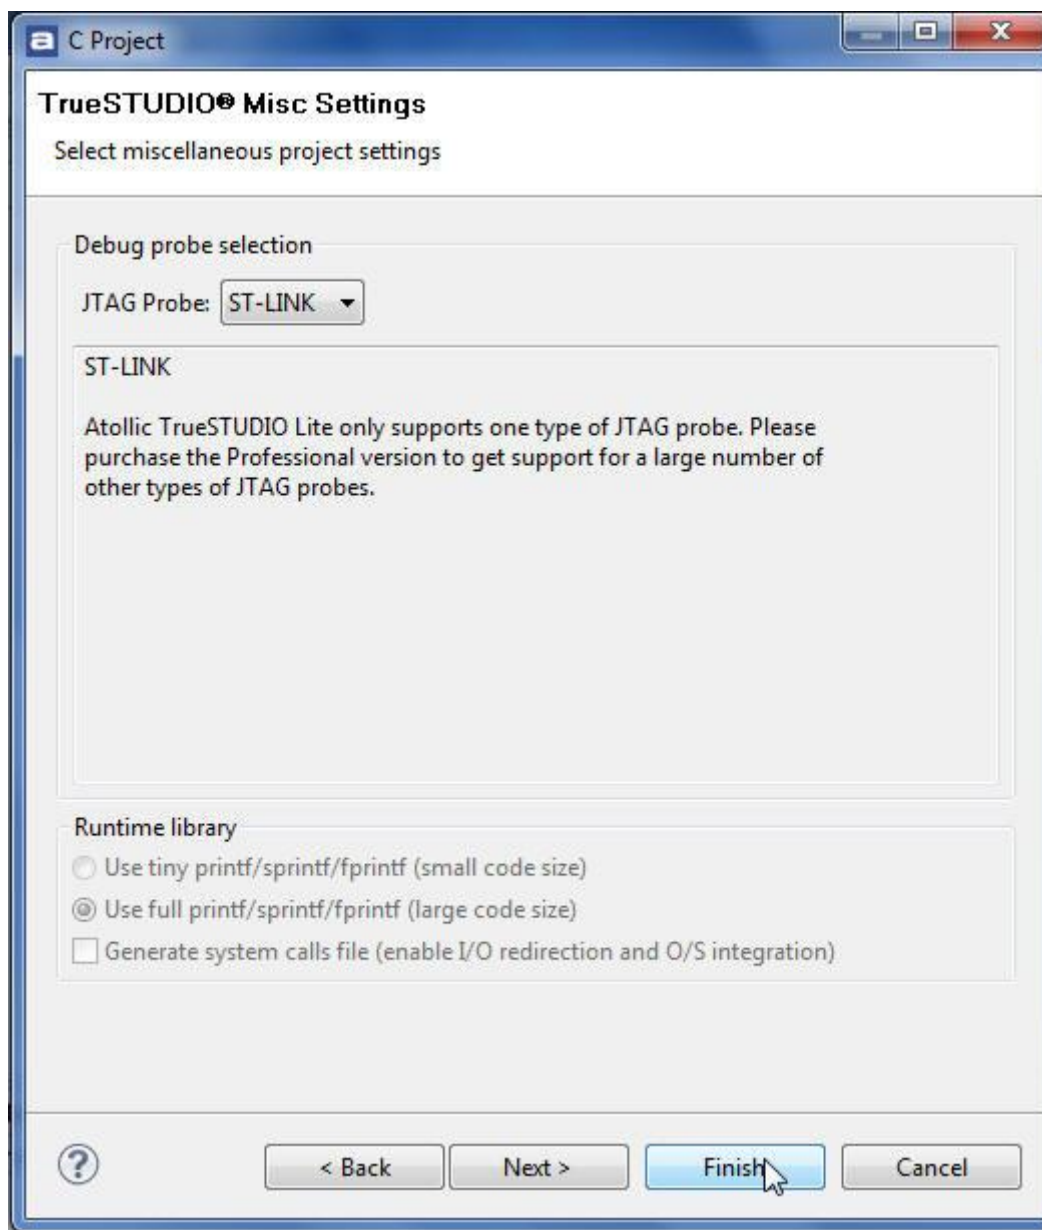 a C Project
TrueSTUDIO® Misc Settings
Select miscellaneous project settings
Debug probe selection
JTAG Probe: ST-LINK
ST-LINK
Atollic TrueSTUDIO Lite only supports one type of JTAG probe. Please
purchase the Professional version to get support for a large number of
other types of JTAG probes.
Runtime library
Use tiny printf/sprintf/fprintf (small code size)
Use full printf/sprintf/fprintf (large code size)
Generate system calls file (enable I/O redirection and O/S integration)
? < Back Next > Finish Cancel